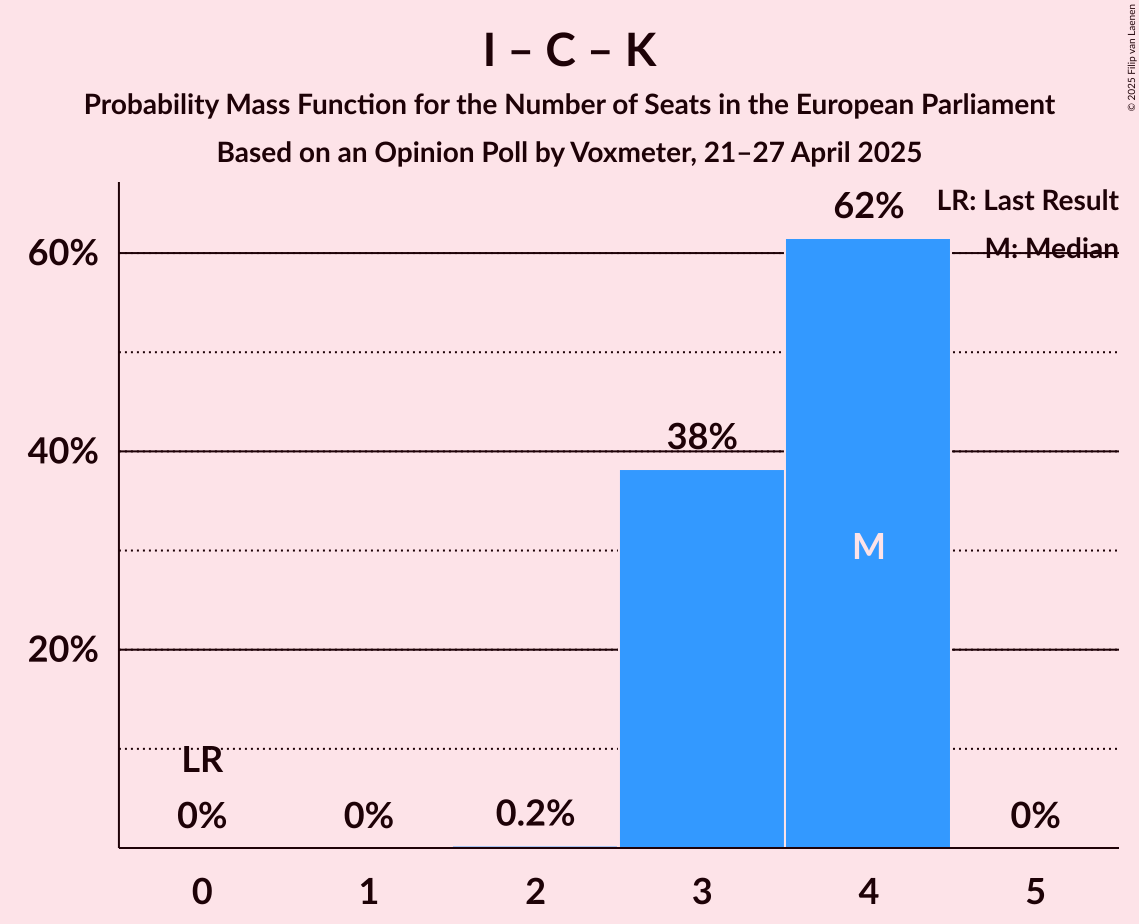 I – C – K
Probability Mass Function for the Number of Seats in the European Parliament
Based on an Opinion Poll by Voxmeter, 21–27 April 2025
© 2025 Filip van Laenen
LR: Last Result
M: Median
60%
40%
20%
62%
38%
M
LR
0%
0%
0.2%
0%
0
1
2
3
4
5